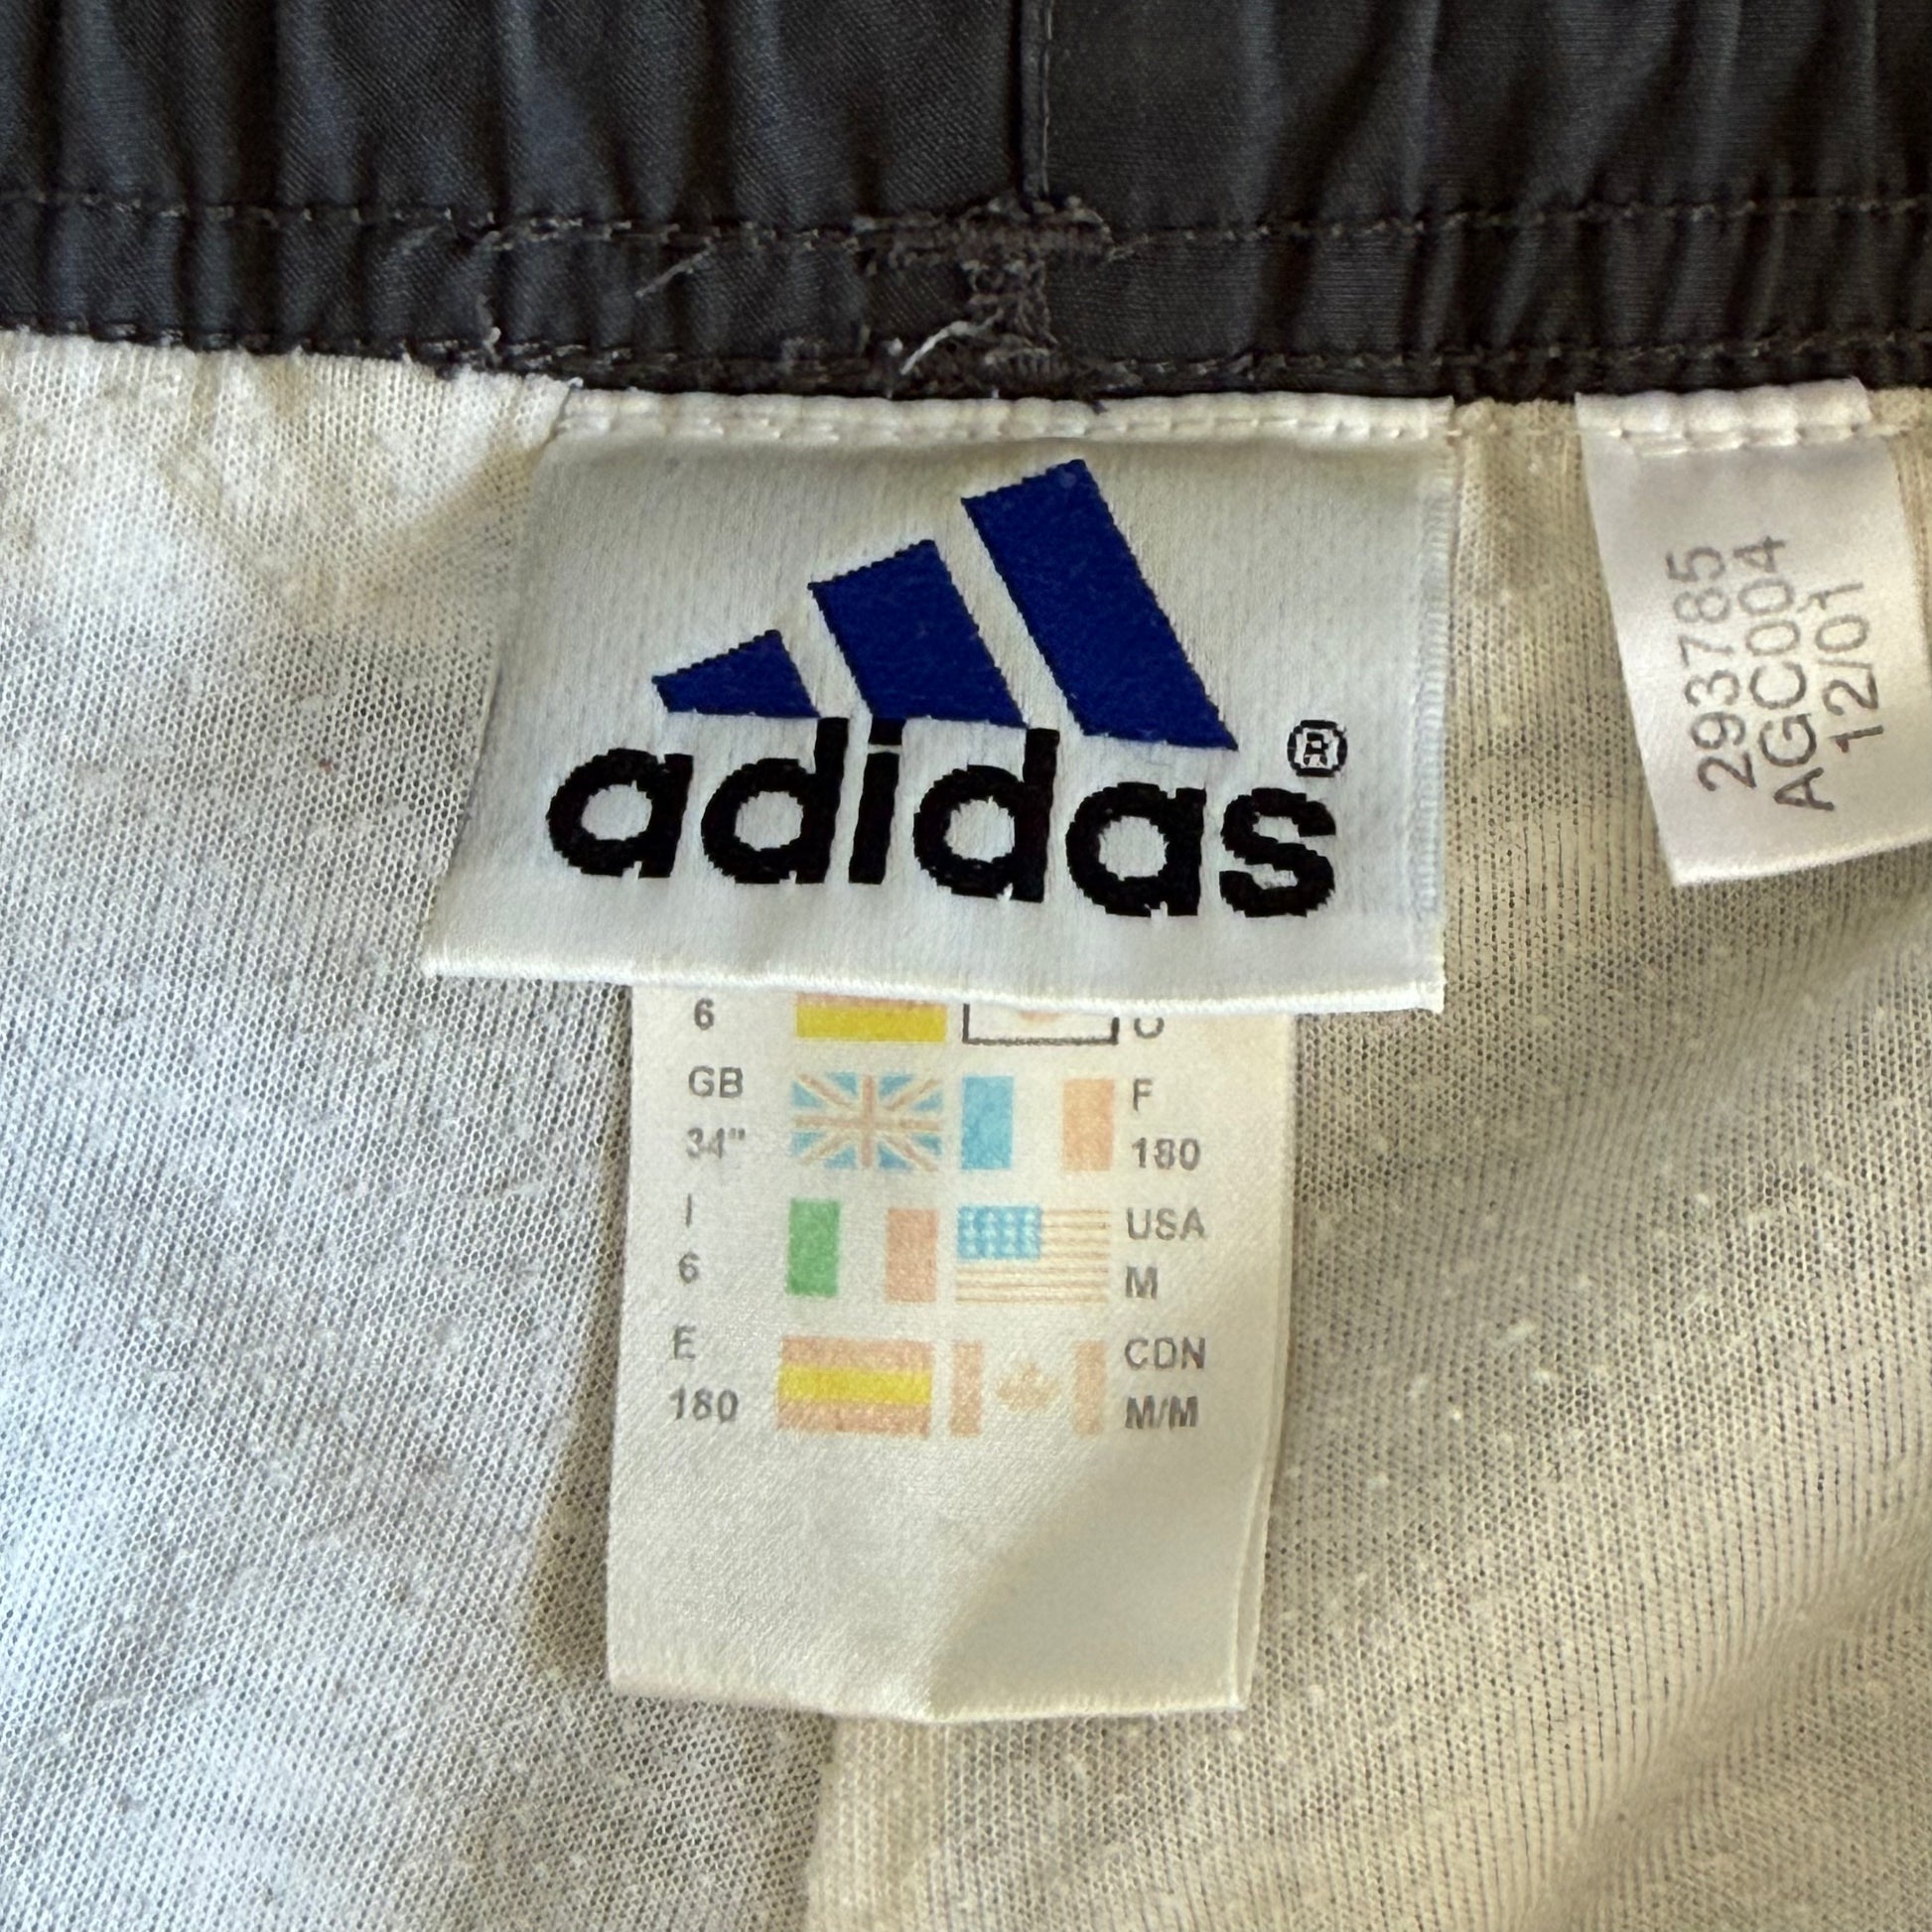 adidas®
293785
AGC004
12/01
6
GB
34"
F
180
I
6
USA
M
E
180
CDN
M/M